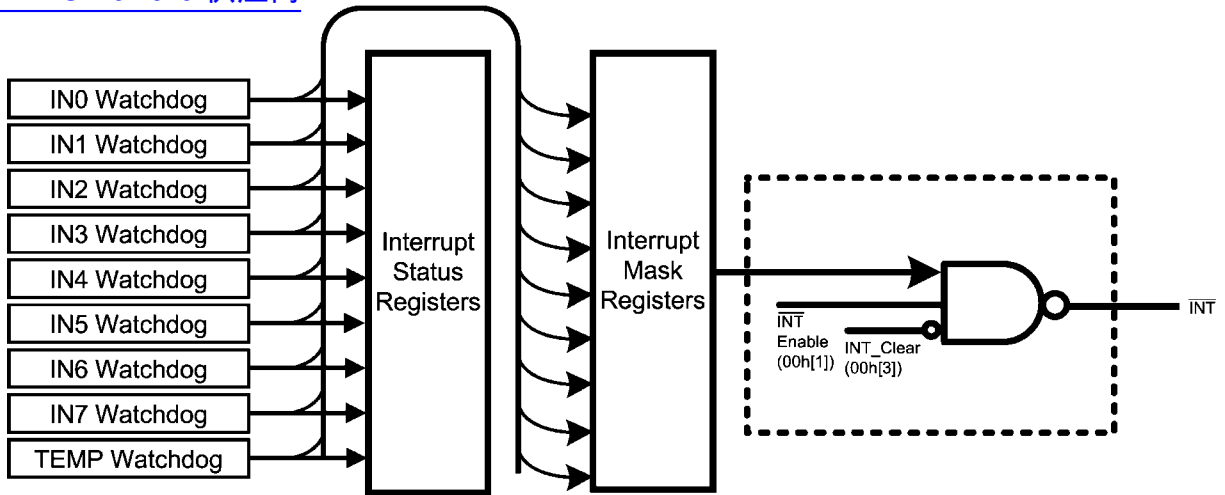 IN0 Watchdog
IN1 Watchdog
IN2 Watchdog
IN3 Watchdog
IN4 Watchdog
IN5 Watchdog
IN6 Watchdog
IN7 Watchdog
TEMP Watchdog
Interrupt
Status
Registers
Interrupt
Mask
Registers
INT
Enable
(00h[1])
INT_Clear
(00h[3])
INT